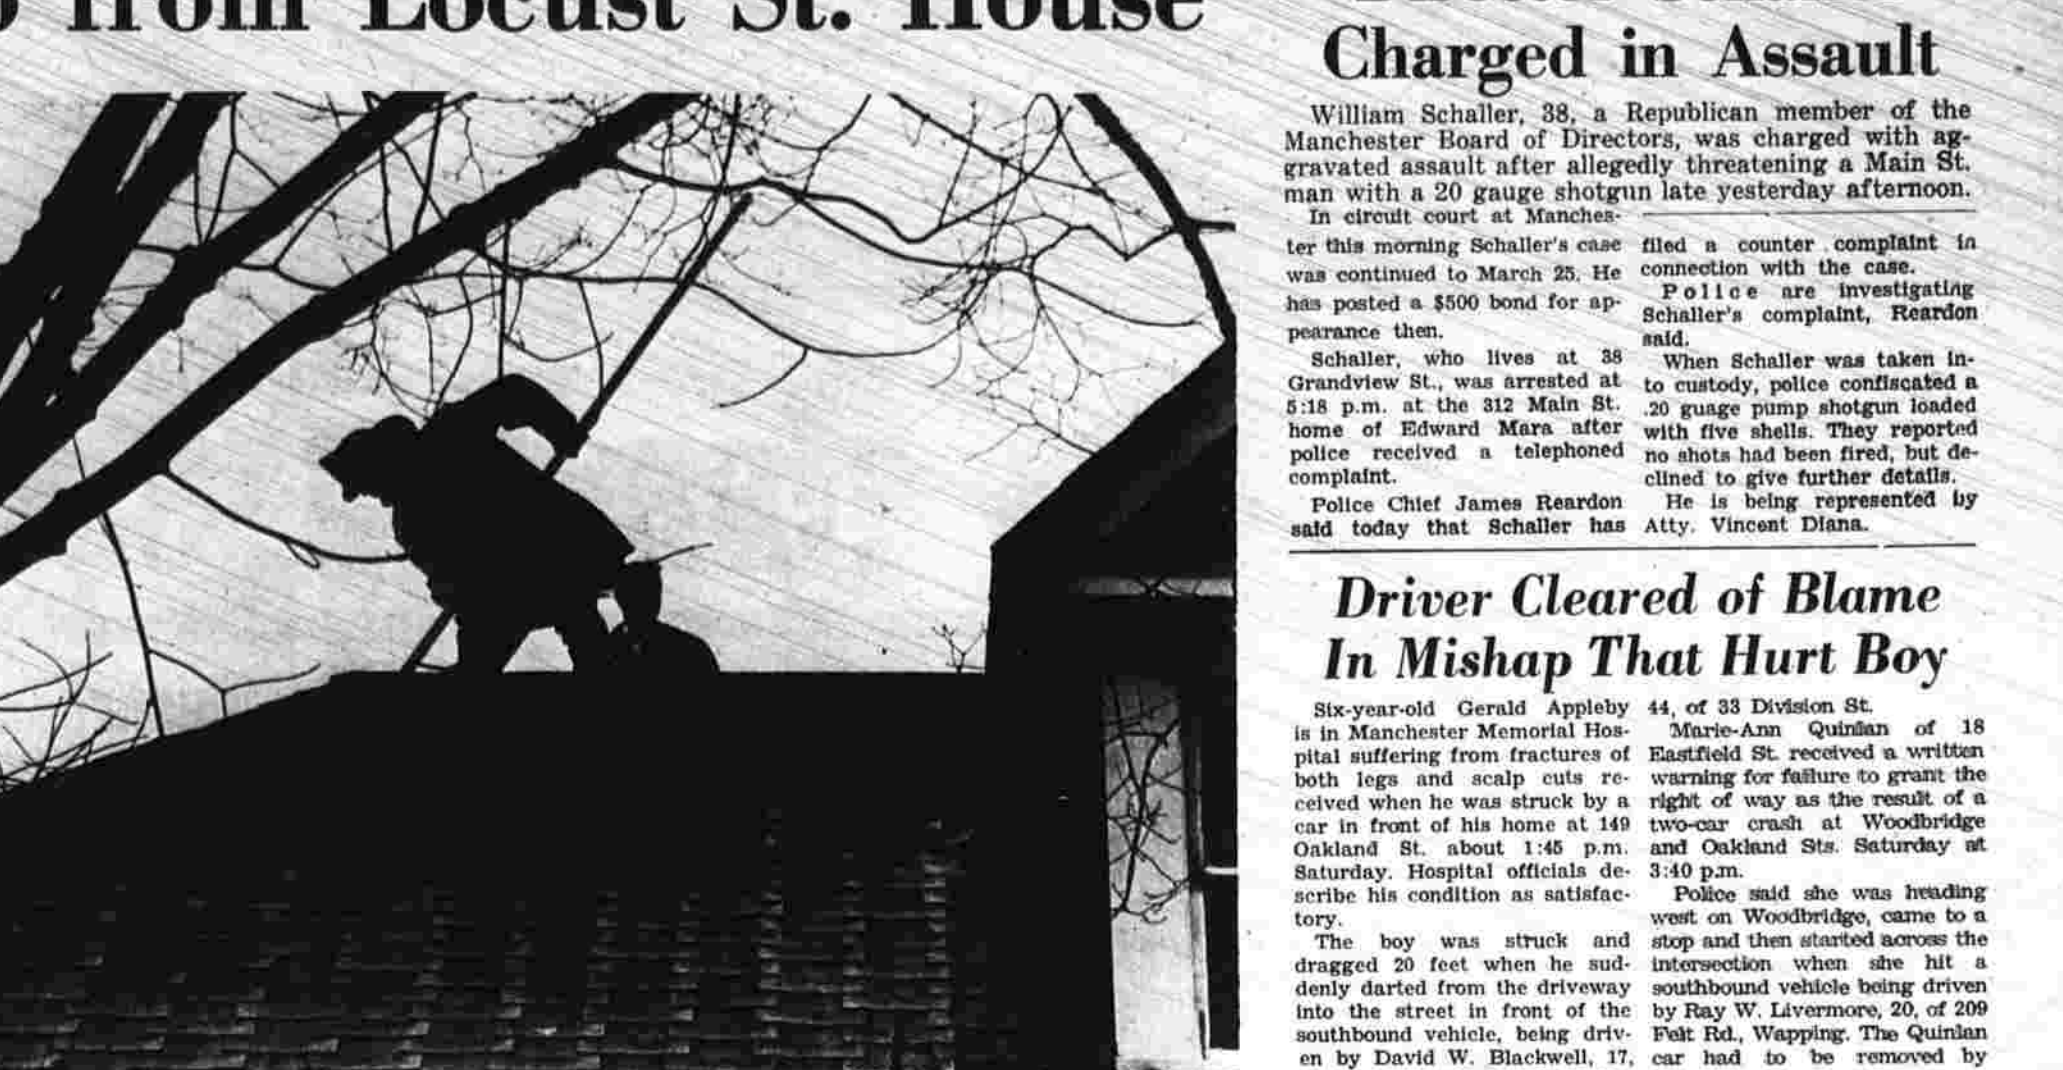 from Locust St. House
Charged in Assault
William Schaller, 38, a Republican member of the
Manchester Board of Directors, was charged with ag-
gravated assault after allegedly threatening a Main St.
man with a 20 gauge shotgun late yesterday afternoon.
In circuit court at Manches-
ter this morning Schaller's case
was continued to March 25. He
has posted a $500 bond for ap-
pearance then.
Schaller, who lives at 38
Grandview St., was arrested at
5:18 p.m. at the 312 Main St.
home of Edward Mara after
police received a telephoned
complaint.
Police Chief James Reardon
said today that Schaller has
filed a counter complaint in
connection with the case.
Police are investigating
Schaller's complaint, Reardon
said.
When Schaller was taken in-
to custody, police confiscated a
.20 guage pump shotgun loaded
with five shells. They reported
no shots had been fired, but de-
clined to give further details.
He is being represented by
Atty. Vincent Diana.
Driver Cleared of Blame
In Mishap That Hurt Boy
Six-year-old Gerald Appleby
is in Manchester Memorial Hos-
pital suffering from fractures of
both legs and scalp cuts re-
ceived when he was struck by a
car in front of his home at 149
Oakland St. about 1:45 p.m.
Saturday. Hospital officials de-
scribe his condition as satisfac-
tory.
The boy was struck and
dragged 20 feet when he sud-
denly darted from the driveway
into the street in front of the
southbound vehicle, being driv-
en by David W. Blackwell, 17,
44, of 33 Division St.
Marie-Ann Quinlan of 18
Eastfield St. received a written
warning for failure to grant the
right of way as the result of a
two-car crash at Woodbridge
and Oakland Sts. Saturday at
3:40 p.m.
Police said she was heading
west on Woodbridge, came to a
stop and then started across the
intersection when she hit a
southbound vehicle being driven
by Ray W. Livermore, 20, of 209
Felt Rd., Wapping. The Quinlan
car had to be removed by